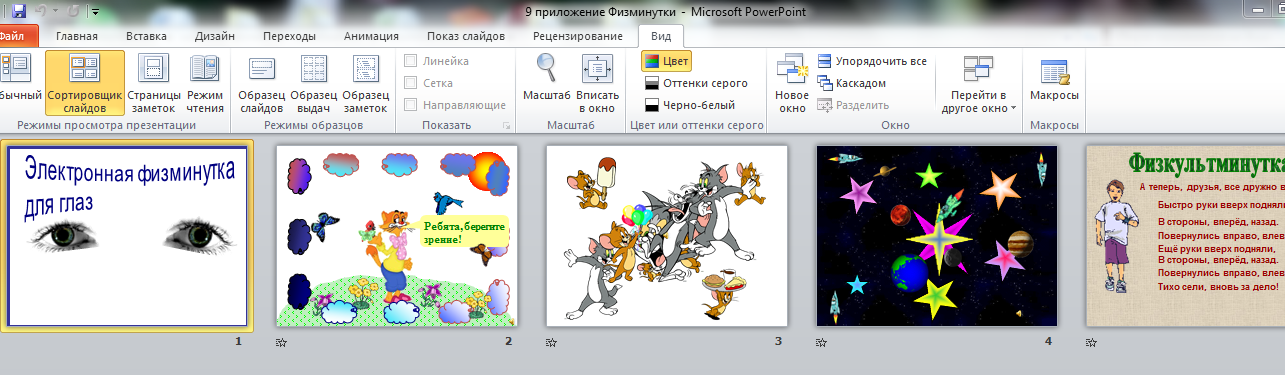 9 приложение Физминутки - Microsoft PowerPoint
Файл Главная Вставка Дизайн Переходы Анимация Показ слайдов Рецензирование Вид
Сортировщик слайдов
Страницы заметок
Режим чтения
Режимы просмотра презентации
Образец слайдов
Образец выдач
Образец заметок
Режимы образцов
Линейка
Сетка
Направляющие
Показать
Масштаб
Вписать в окно
Масштаб
Цвет
Оттенки серого
Черно-белый
Цвет или оттенки серого
Новое окно
Упорядочить все
Каскадом
Разделить
Перейти в другое окно
Окно
Макросы
Макросы
Электронная физминутка
для глаз
1
Ребята,берегите
зрение!
2
3
4
Физкультминутка
А теперь, друзья, все дружно в
Быстро руки вверх подняли
В стороны, вперёд, назад.
Повернулись вправо, влев
Ещё руки вверх подняли,
В стороны, вперёд, назад.
Повернулись вправо, влев
Тихо сели, вновь за дело!